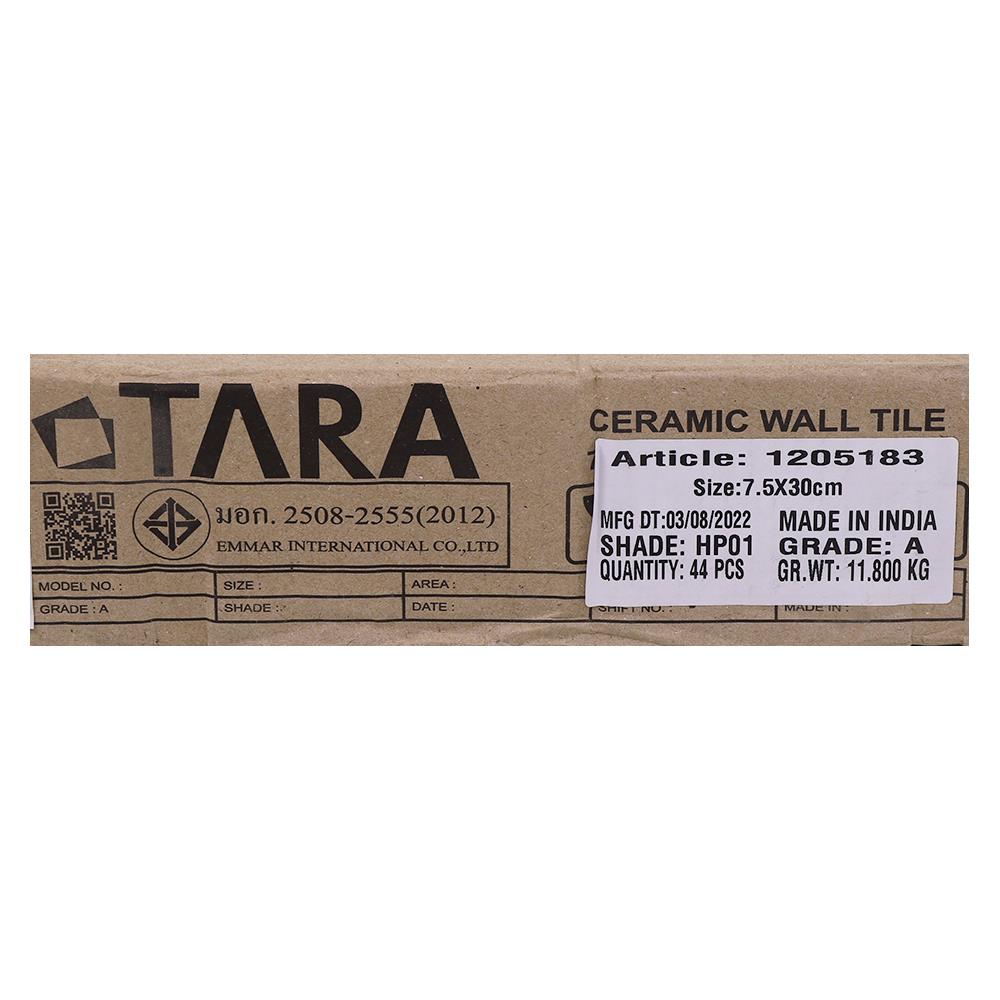 TARA
มอก. 2508-2555(2012)
EMMAR INTERNATIONAL CO.,LTD
MODEL NO. :
SIZE :
AREA :
GRADE : A
SHADE :
DATE :
CERAMIC WALL TILE
Article: 1205183
Size:7.5X30cm
MFG DT:03/08/2022 MADE IN INDIA
SHADE: HP01 GRADE: A
QUANTITY: 44 PCS GR.WT: 11.800 KG
SHIFT NO. :
MADE IN :